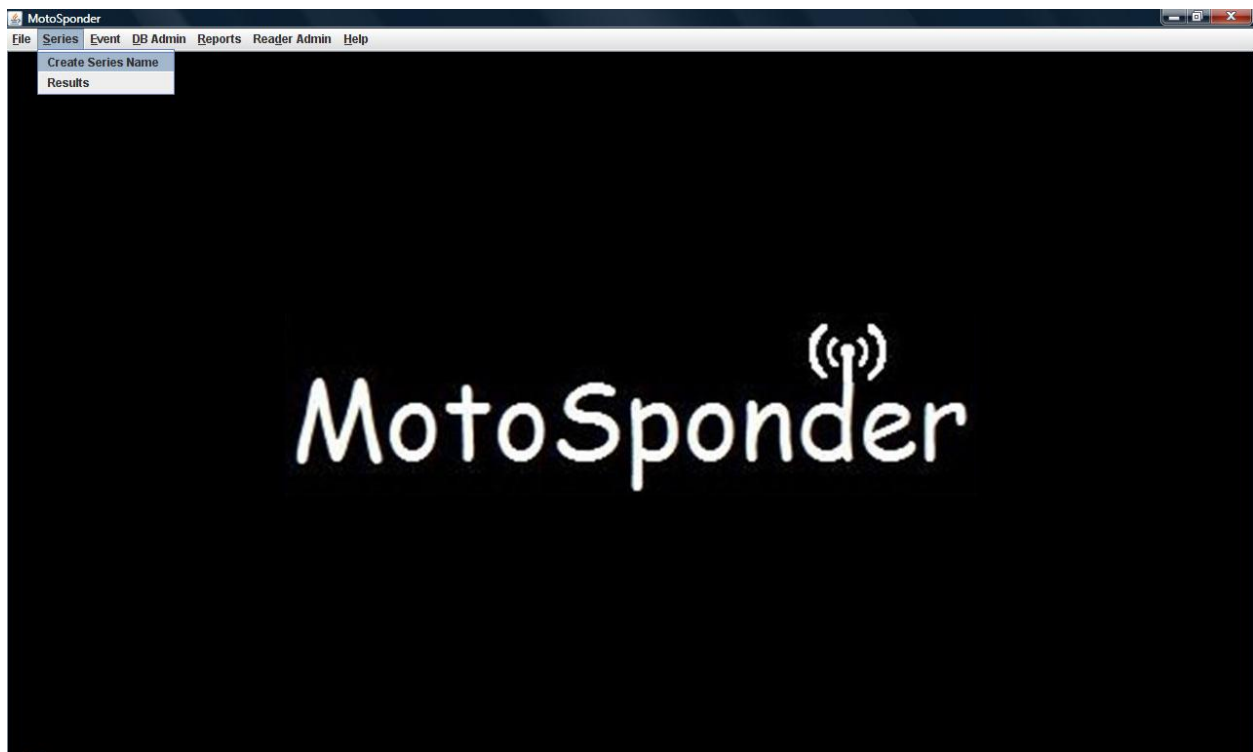 MotoSponder
File Series Event DB Admin Reports Reader Admin Help
Create Series Name
Results
MotoSponder